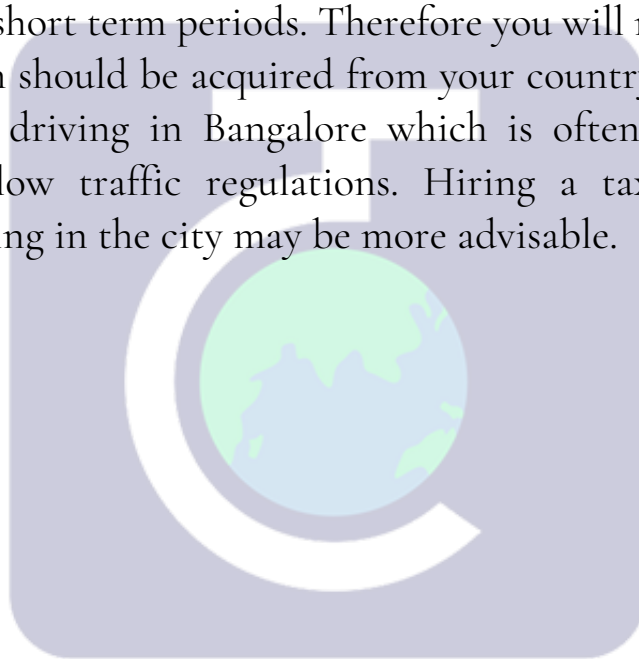 short term periods. Therefore you will
should be acquired from your country
driving in Bangalore which is often
low traffic regulations. Hiring a
ing in the city may be more advisable.